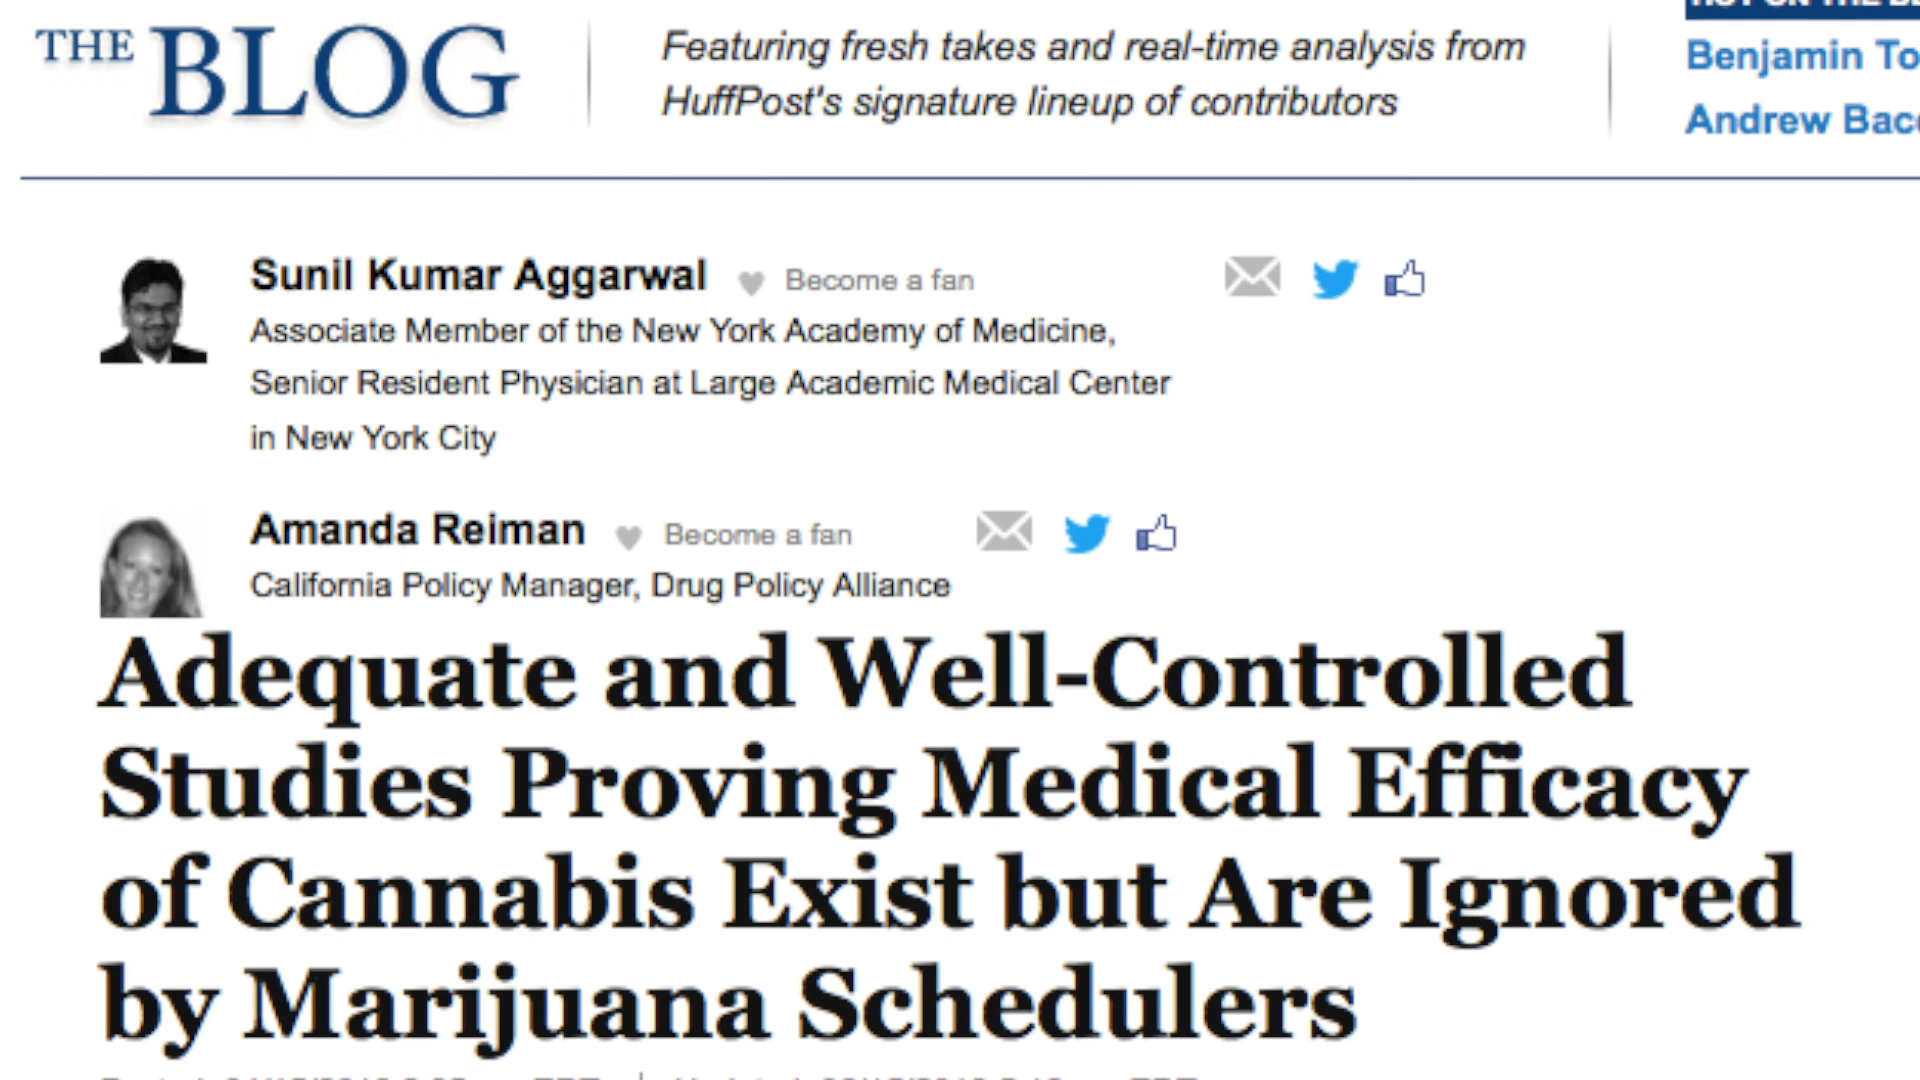 THE BLOG
Featuring fresh takes and real-time analysis from
HuffPost's signature lineup of contributors
Benjamin To
Andrew Bac
Sunil Kumar Aggarwal Become a fan
Associate Member of the New York Academy of Medicine,
Senior Resident Physician at Large Academic Medical Center
in New York City
Amanda Reiman Become a fan
California Policy Manager, Drug Policy Alliance
Adequate and Well-Controlled
Studies Proving Medical Efficacy
of Cannabis Exist but Are Ignored
by Marijuana Schedulers